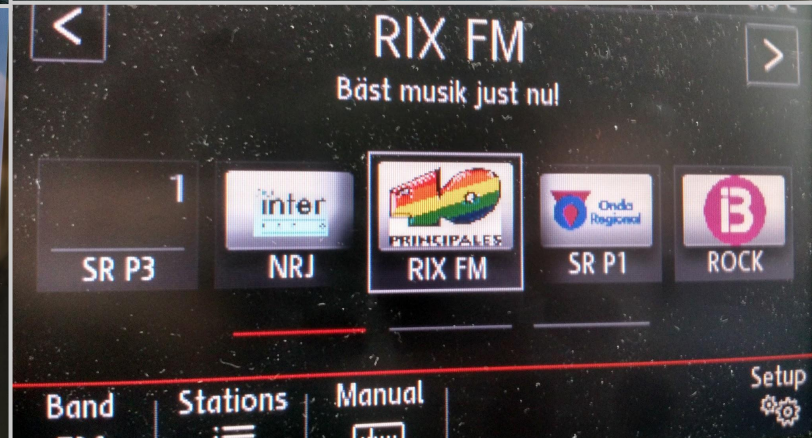 RIX FM
Bäst musik just nu!
1
SR P3
inter
NRJ
40
PRINCIPALES
RIX FM
Onda
Regional
SR P1
iB3
ROCK
Band
Stations
Manual
Setup